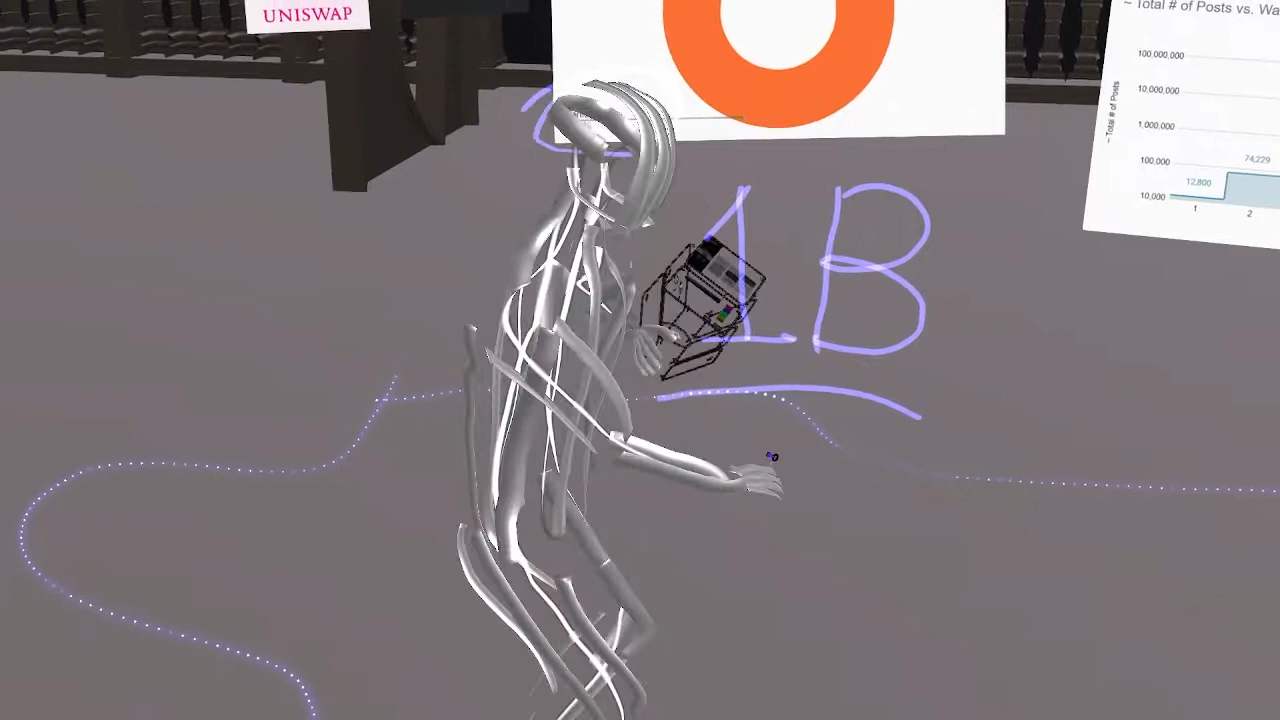 UNISWAP
~ Total # of Posts vs. Wa
~ Total # of Posts
100,000,000
10,000,000
1,000,000
100,000
10,000
12,800
74,229
1
2
1B